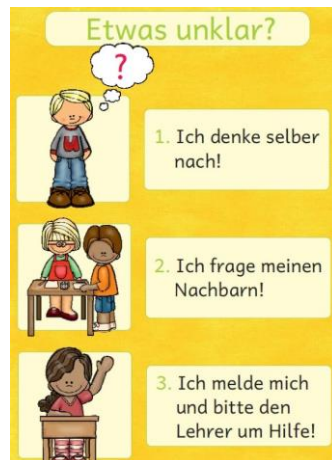 Etwas unklar?
?
1. Ich denke selber
nach!
2. Ich frage meinen
Nachbarn!
3. Ich melde mich
und bitte den
Lehrer um Hilfe!